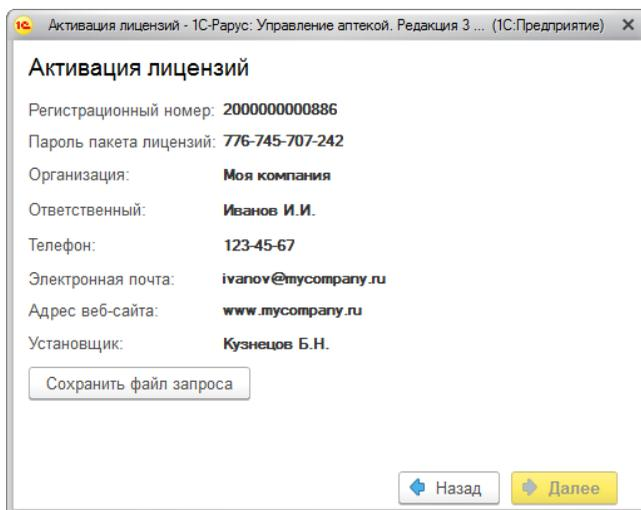 1С Активация лицензий - 1С-Рарус: Управление аптекой. Редакция 3 ... (1С:Предприятие)
Активация лицензий
Регистрационный номер: 2000000000886
Пароль пакета лицензий: 776-745-707-242
Организация: Моя компания
Ответственный: Иванов И.И.
Телефон: 123-45-67
Электронная почта: ivanov@mycompany.ru
Адрес веб-сайта: www.mycompany.ru
Установщик: Кузнецов Б.Н.
Сохранить файл запроса
Назад Далее